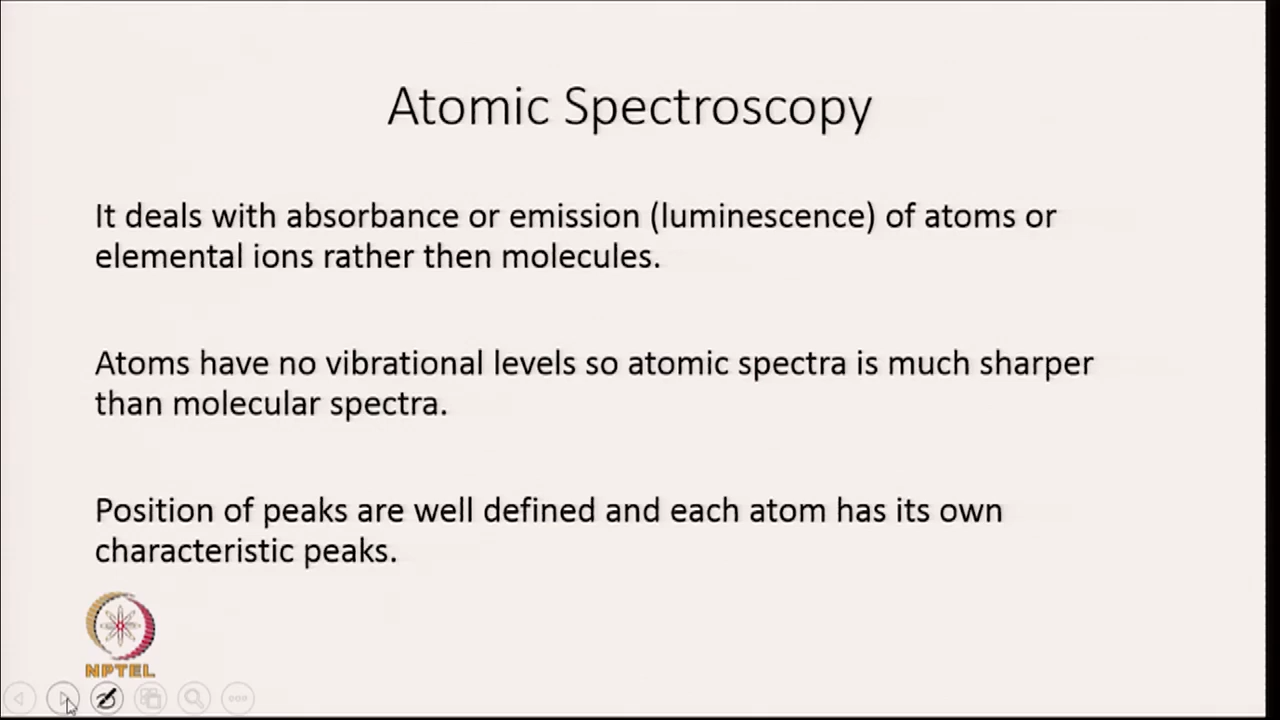 Atomic Spectroscopy
It deals with absorbance or emission (luminescence) of atoms or
elemental ions rather then molecules.
Atoms have no vibrational levels so atomic spectra is much sharper
than molecular spectra.
Position of peaks are well defined and each atom has its own
characteristic peaks.
NPTEL